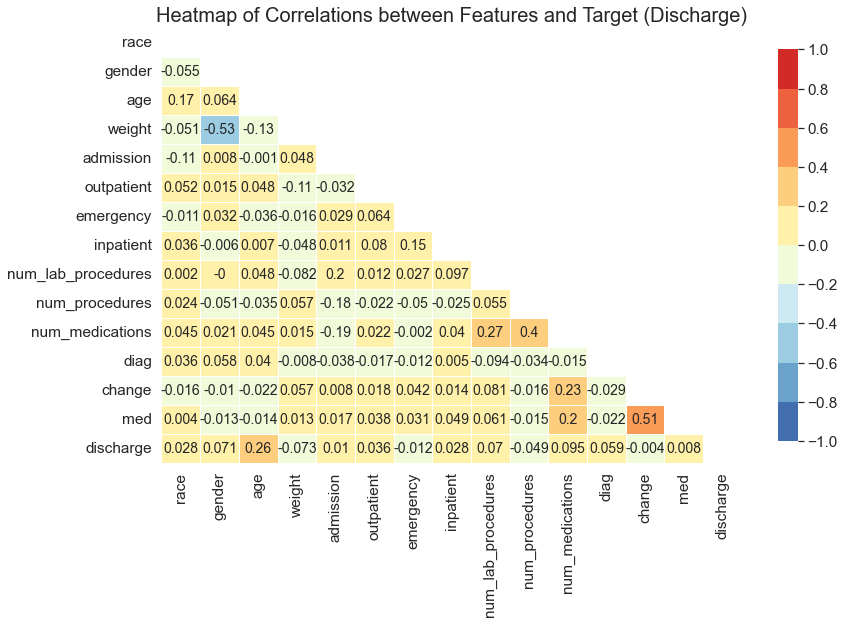 Heatmap of Correlations between Features and Target (Discharge)
race
gender -0.055
age 0.17 0.064
weight -0.051 -0.53 -0.13
admission -0.11 0.008 -0.001 0.048
outpatient 0.052 0.015 0.048 -0.11 -0.032
emergency -0.011 0.032 -0.036 -0.016 0.029 0.064
inpatient 0.036 -0.006 0.007 -0.048 0.011 0.08 0.15
num_lab_procedures 0.002 -0 0.048 -0.082 0.2 0.012 0.027 0.097
num_procedures 0.024 -0.051 -0.035 0.057 -0.18 -0.022 -0.05 -0.025 0.055
num_medications 0.045 0.021 0.045 0.015 -0.19 0.022 -0.002 0.04 0.27 0.4
diag 0.036 0.058 0.04 -0.008 -0.038 -0.017 -0.012 0.005 -0.094 -0.034 -0.015
change -0.016 -0.01 -0.022 0.057 0.008 0.018 0.042 0.014 0.081 -0.016 0.23 -0.029
med 0.004 -0.013 -0.014 0.013 0.017 0.038 0.031 0.049 0.061 -0.015 0.2 -0.022 0.51
discharge 0.028 0.071 0.26 -0.073 0.01 0.036 -0.012 0.028 0.07 -0.049 0.095 0.059 -0.004 0.008
race
gender
age
weight
admission
outpatient
emergency
inpatient
num_lab_procedures
num_procedures
num_medications
diag
change
med
discharge
1.0
0.8
0.6
0.4
0.2
0.0
−0.2
−0.4
−0.6
−0.8
−1.0